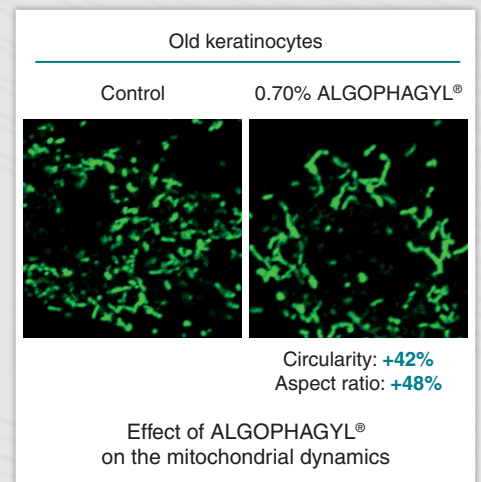 Old keratinocytes
Control
0.70% ALGOPHAGYL®
Circularity: +42%
Aspect ratio: +48%
Effect of ALGOPHAGYL®
on the mitochondrial dynamics